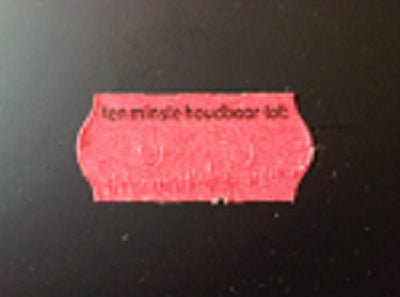 ten minste houdbaar tot: